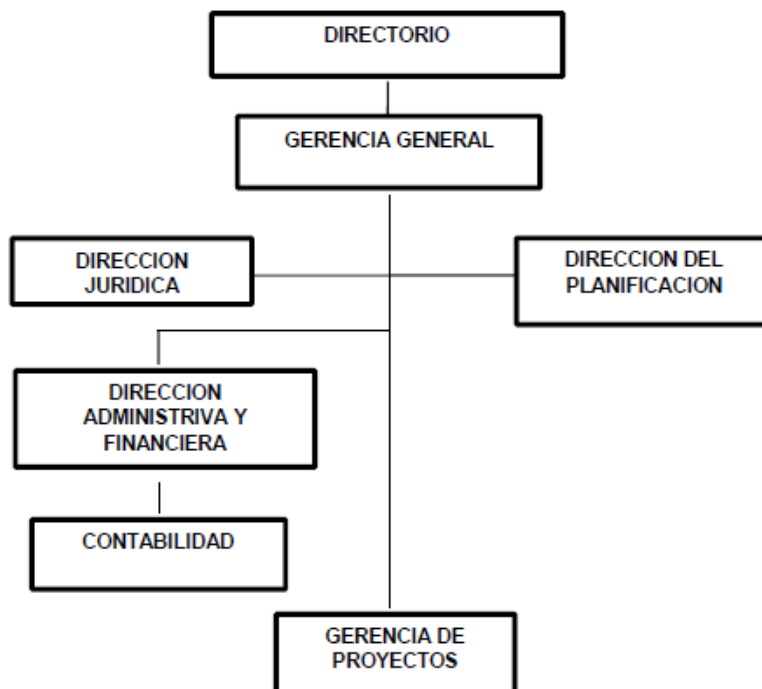 DIRECTORIO
GERENCIA GENERAL
DIRECCION
JURIDICA
DIRECCION DEL
PLANIFICACION
DIRECCION
ADMINISTRIVA Y
FINANCIERA
CONTABILIDAD
GERENCIA DE
PROYECTOS